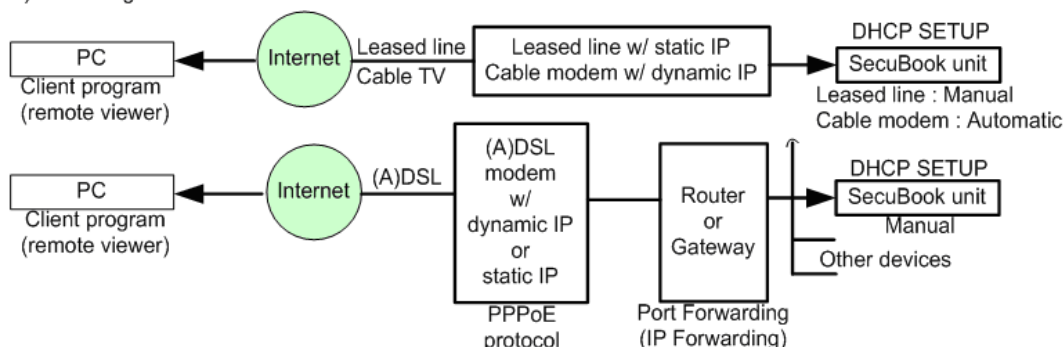 DHCP SETUP
PC
Client program
(remote viewer)
Internet
Leased line
Cable TV
Leased line w/ static IP
Cable modem w/ dynamic IP
SecuBook unit
Leased line : Manual
Cable modem : Automatic
PC
Client program
(remote viewer)
Internet
(A)DSL
(A)DSL
modem
w/
dynamic IP
or
static IP
PPPoE
protocol
Router
or
Gateway
Port Forwarding
(IP Forwarding)
DHCP SETUP
SecuBook unit
Manual
Other devices